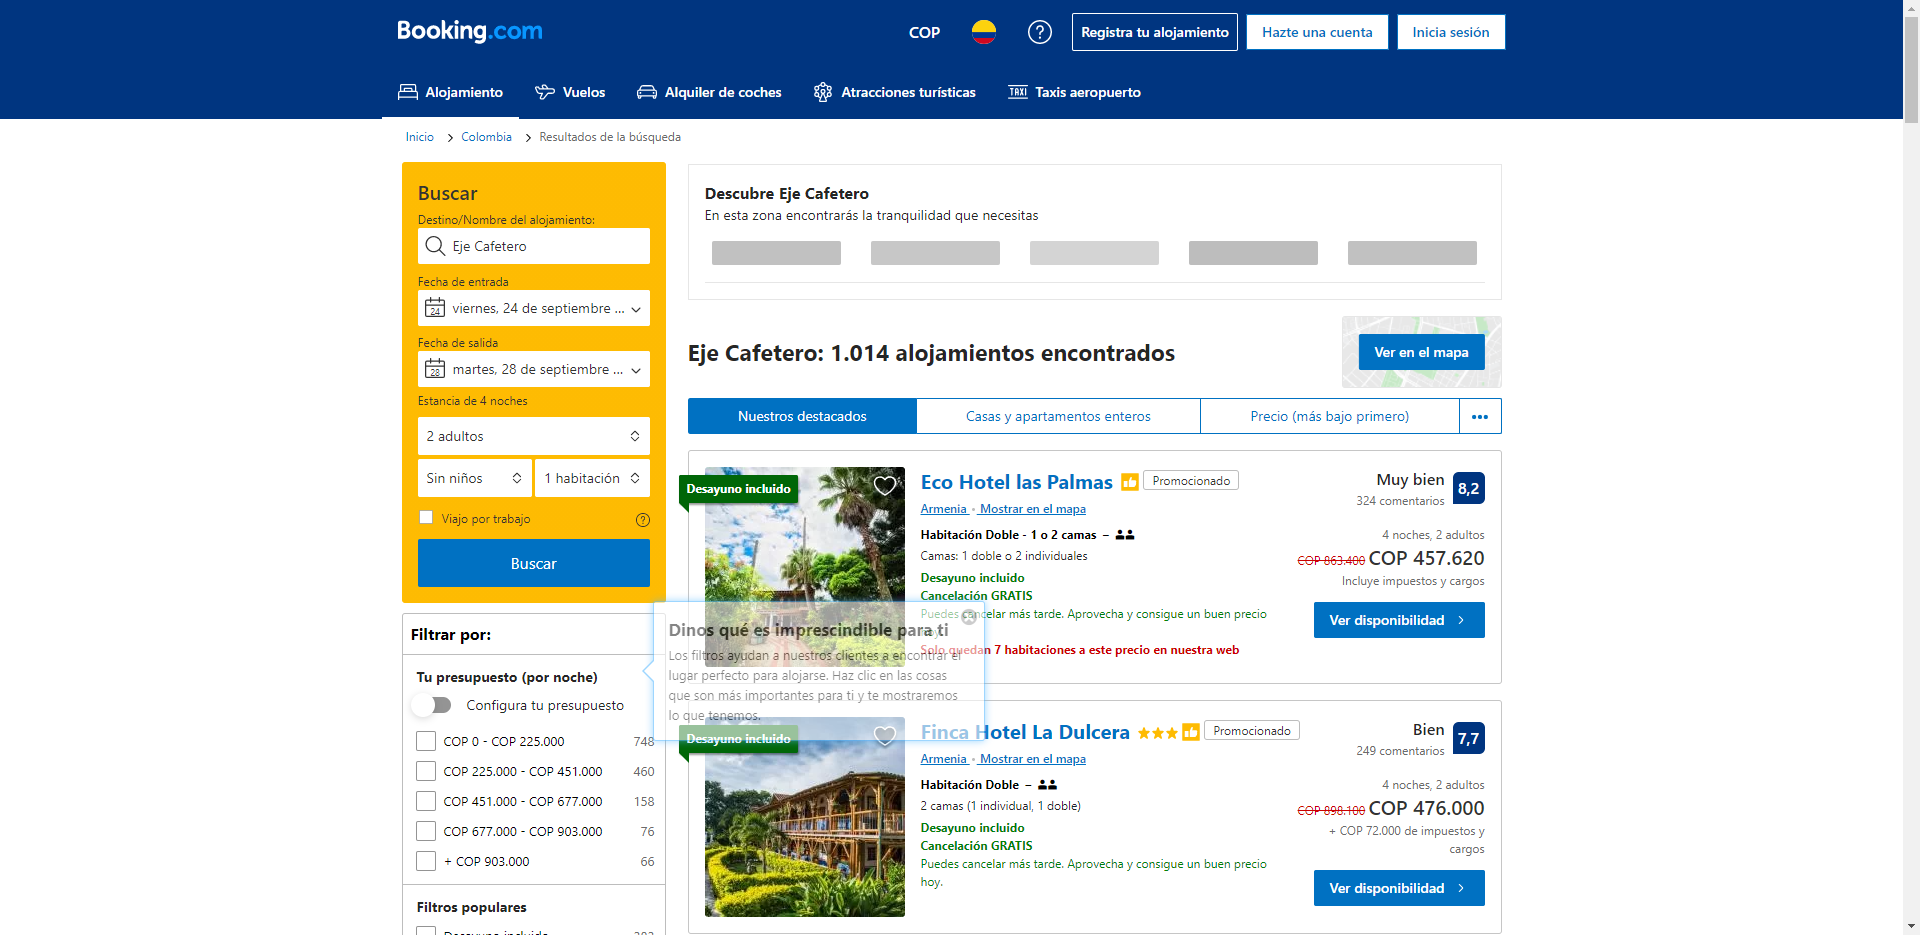 Booking.com
COP
Registra tu alojamiento
Hazte una cuenta
Inicia sesión
Alojamiento
Vuelos
Alquiler de coches
Atracciones turísticas
TAXI
Taxis aeropuerto
Inicio
Colombia
Resultados de la búsqueda
Buscar
Destino/Nombre del alojamiento:
Eje Cafetero
Fecha de entrada
24
viernes, 24 de septiembre ...
Fecha de salida
28
martes, 28 de septiembre ...
Estancia de 4 noches
2 adultos
Sin niños
1 habitación
Viajo por trabajo
Buscar
Filtrar por:
Tu presupuesto (por noche)
Configura tu presupuesto
COP 0 - COP 225.000 748
COP 225.000 - COP 451.000 460
COP 451.000 - COP 677.000 158
COP 677.000 - COP 903.000 76
+ COP 903.000 66
Filtros populares
Descubre Eje Cafetero
En esta zona encontrarás la tranquilidad que necesitas
Eje Cafetero: 1.014 alojamientos encontrados
Ver en el mapa
Nuestros destacados
Casas y apartamentos enteros
Precio (más bajo primero)
Desayuno incluido
Eco Hotel las Palmas
Promocionado
Armenia • Mostrar en el mapa
Habitación Doble - 1 o 2 camas –
Camas: 1 doble o 2 individuales
Desayuno incluido
Cancelación GRATIS
Puedes cancelar más tarde. Aprovecha y consigue un buen precio
hoy.
Solo quedan 7 habitaciones a este precio en nuestra web
Muy bien
324 comentarios
8,2
4 noches, 2 adultos
COP 863.400 COP 457.620
Incluye impuestos y cargos
Ver disponibilidad
Dinos qué es imprescindible para ti
Los filtros ayudan a nuestros clientes a encontrar el
lugar perfecto para alojarse. Haz clic en las cosas
que son más importantes para ti y te mostraremos
lo que tenemos.
Desayuno incluido
Finca Hotel La Dulcera
Promocionado
Armenia • Mostrar en el mapa
Habitación Doble –
2 camas (1 individual, 1 doble)
Desayuno incluido
Cancelación GRATIS
Puedes cancelar más tarde. Aprovecha y consigue un buen precio
hoy.
Bien
249 comentarios
7,7
4 noches, 2 adultos
COP 898.100 COP 476.000
+ COP 72.000 de impuestos y
cargos
Ver disponibilidad